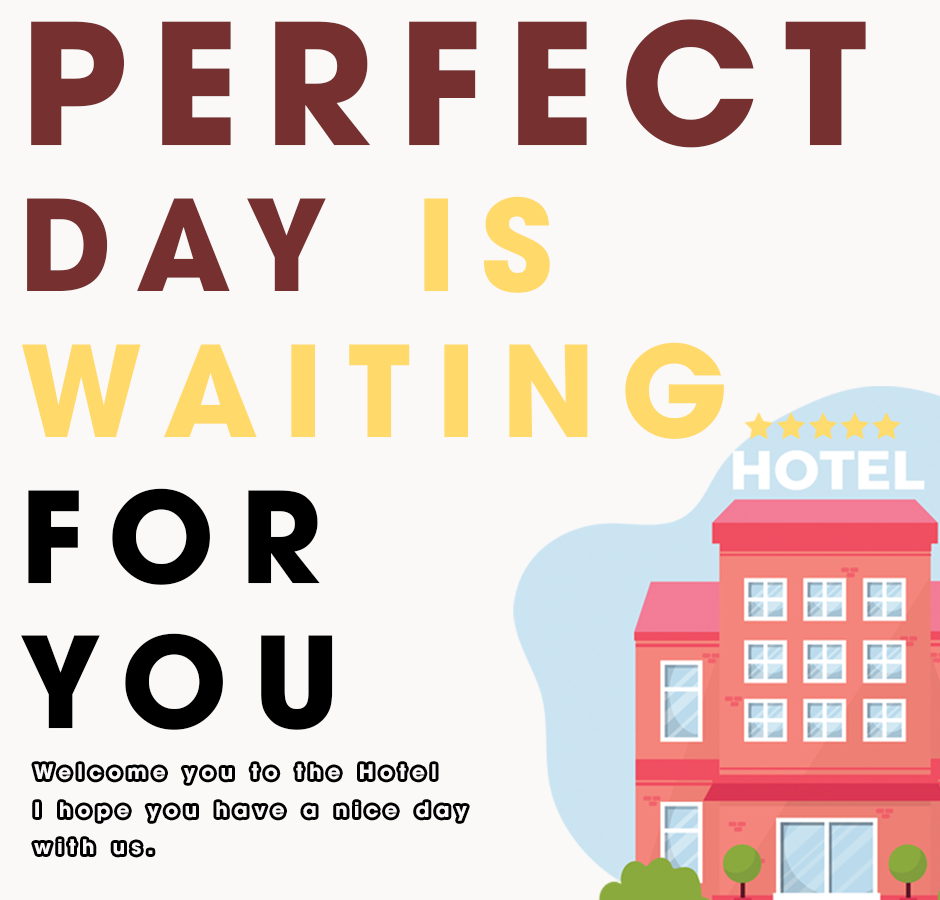 PERFECT
DAY IS
WAITING
HOTEL
FOR
YOU
Welcome you to the Hotel
I hope you have a nice day
with us.